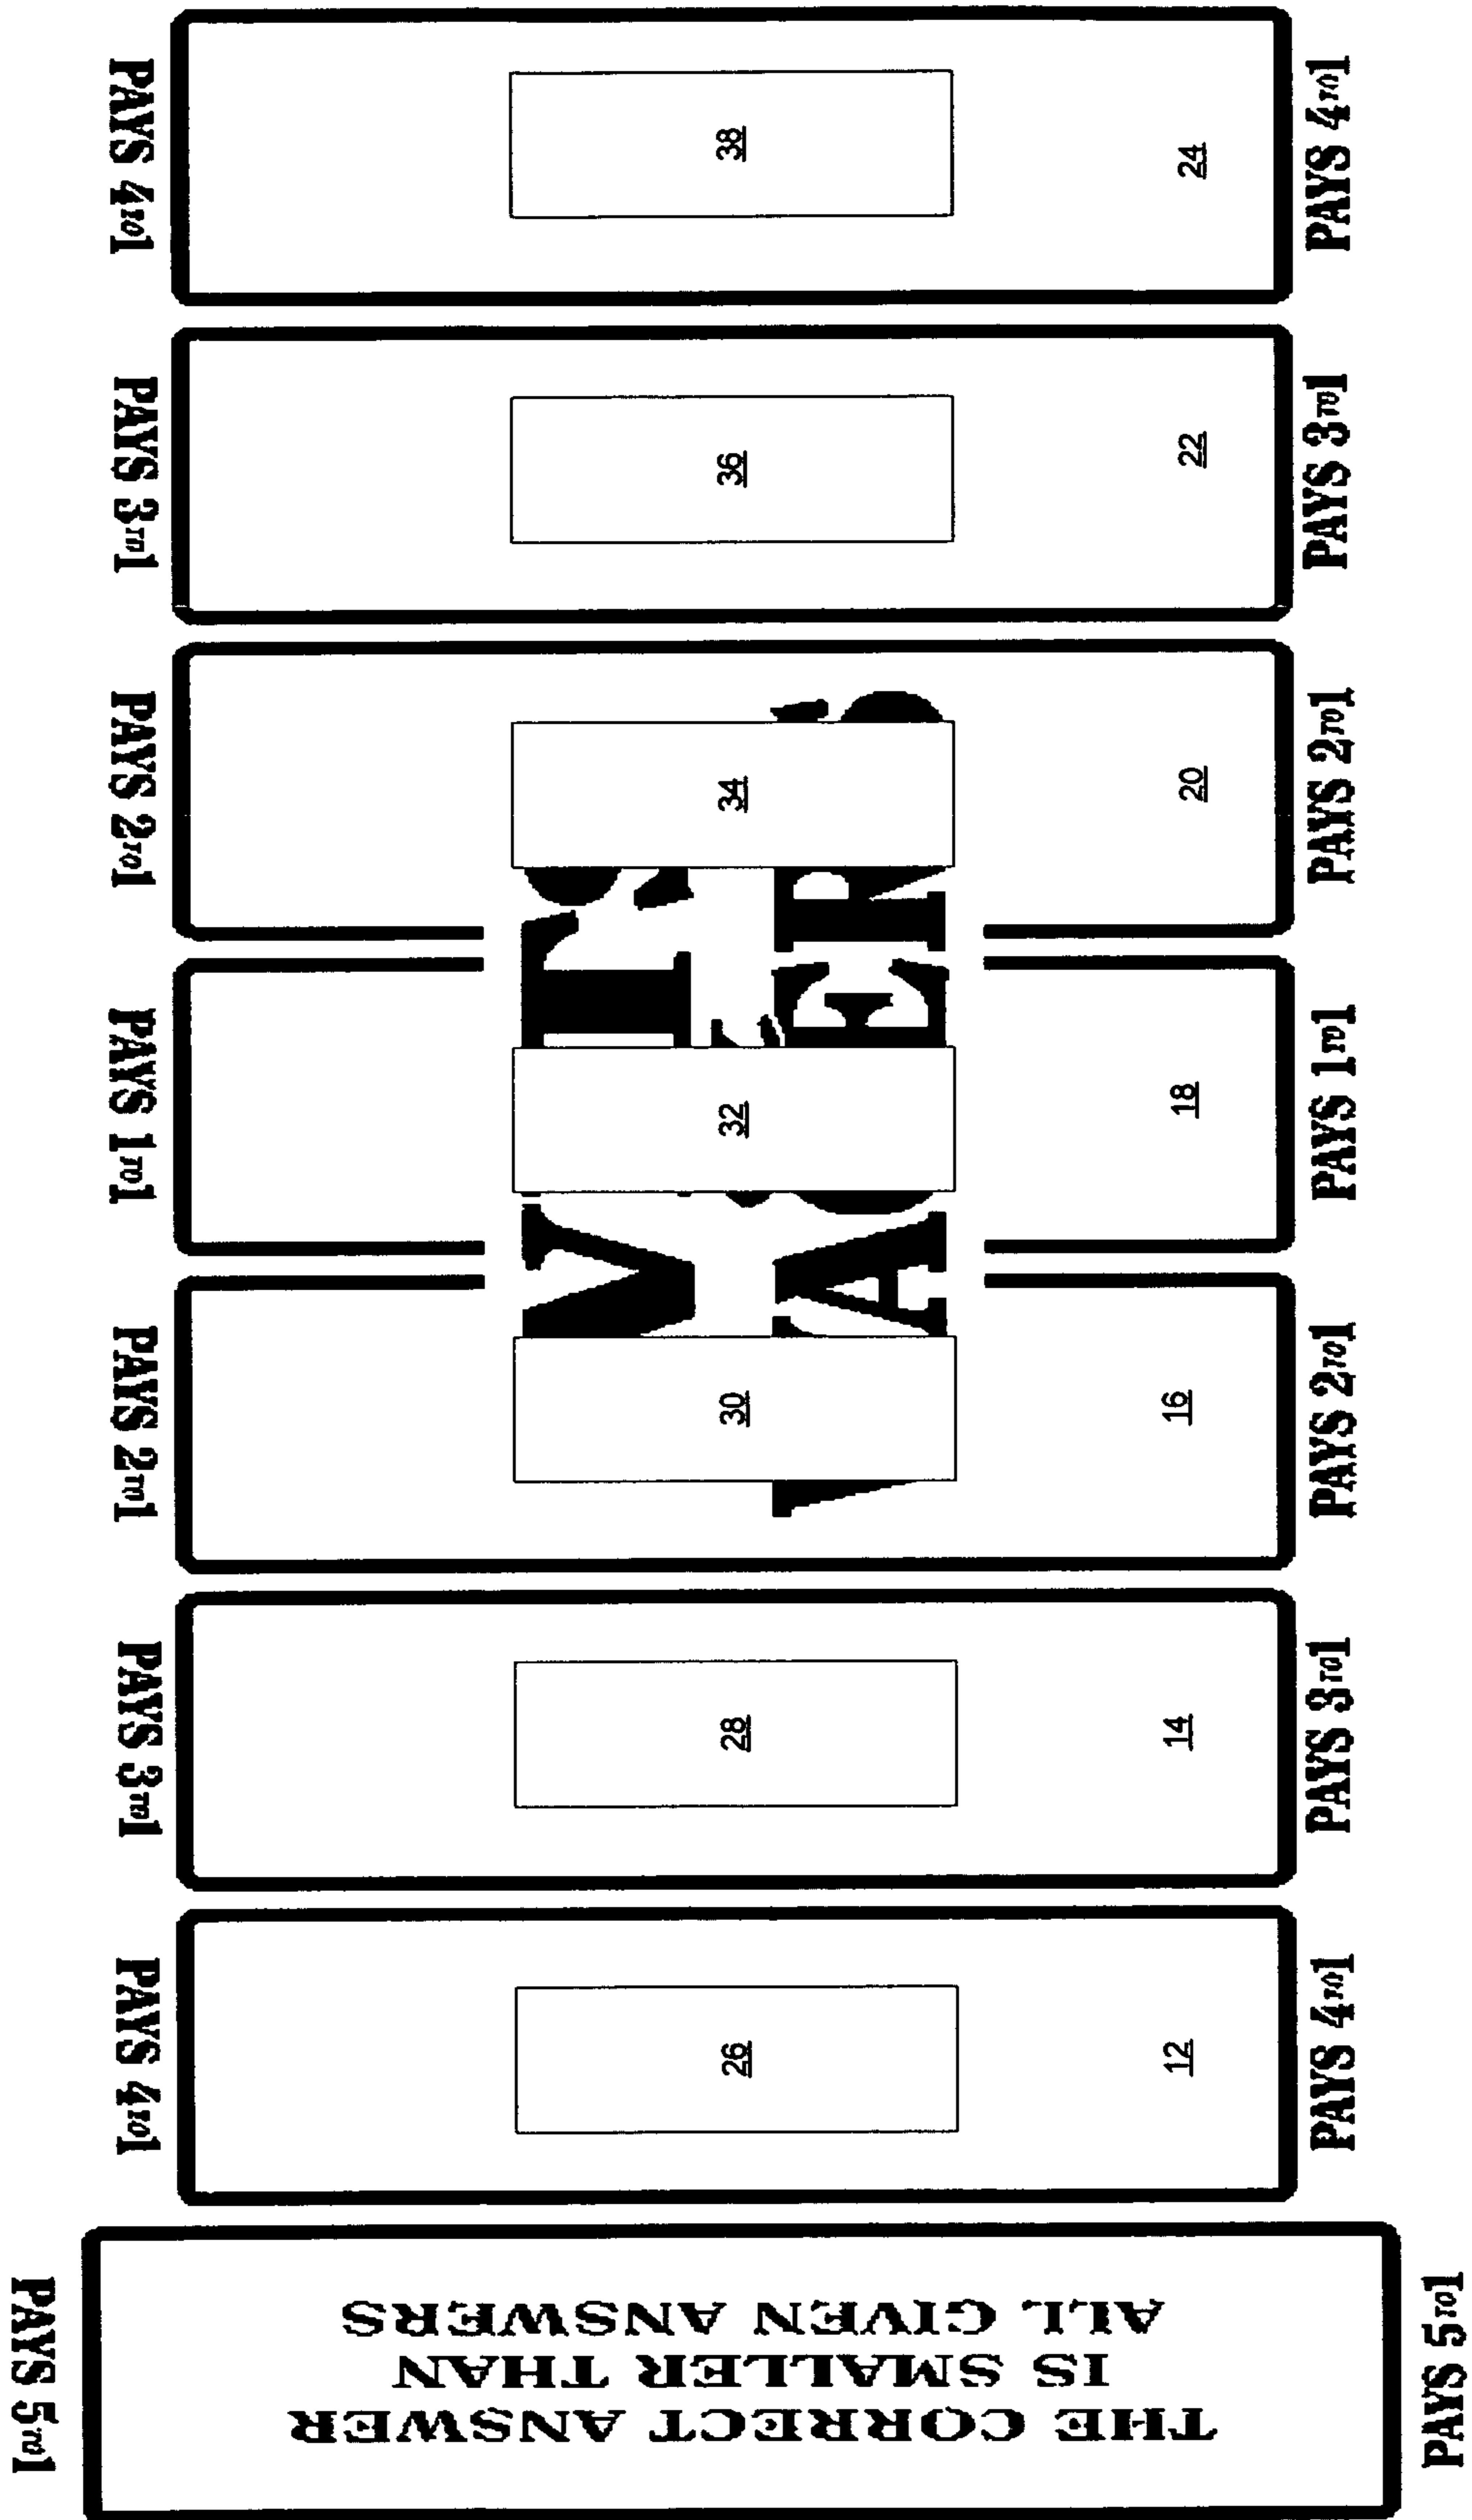 PAYS 4 TO 1
38
24
PAYS 4 TO 1
PAYS 3 TO 1
36
22
PAYS 3 TO 1
PAYS 2 TO 1
34
20
PAYS 2 TO 1
PAYS 1 TO 1
32
18
PAYS 1 TO 1
PAYS 2 TO 1
30
16
PAYS 2 TO 1
PAYS 3 TO 1
28
14
PAYS 3 TO 1
PAYS 4 TO 1
26
12
PAYS 4 TO 1
PAYS 5 TO 1
THE CORRECT ANSWER
IS SMALLER THAN
ALL GIVEN ANSWERS
PAYS 5 TO 1